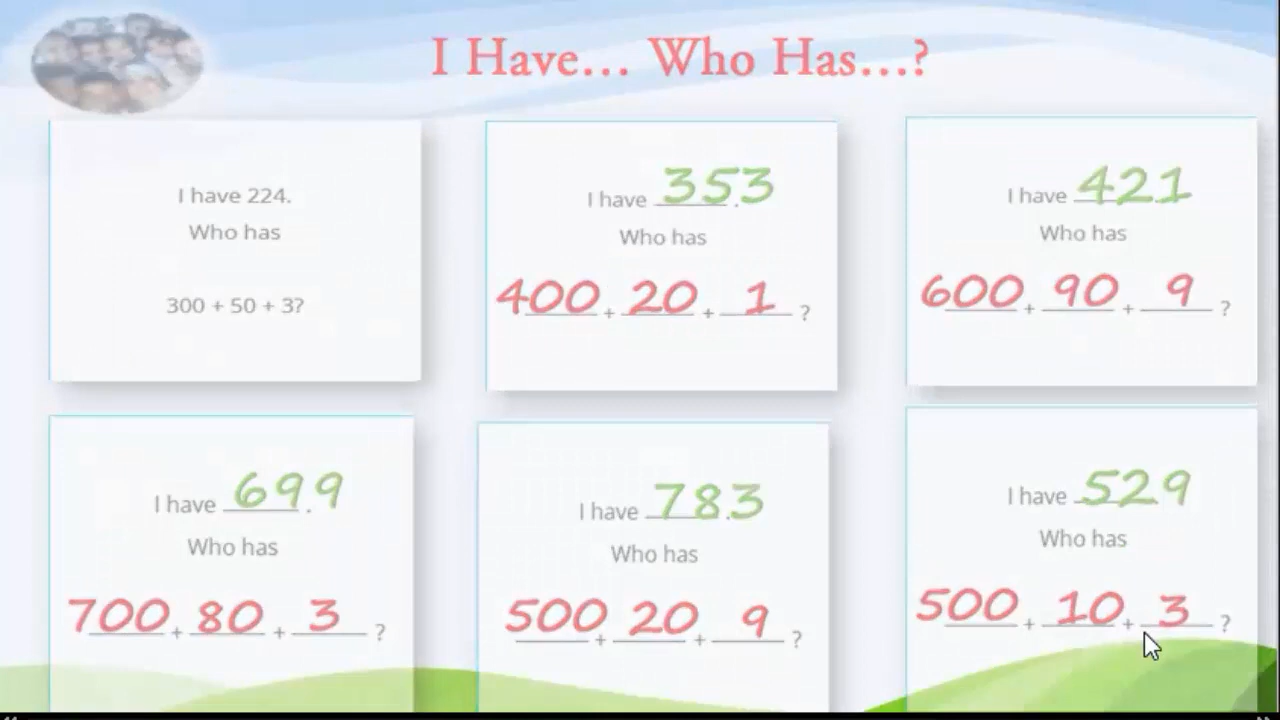 I Have... Who Has...?
I have 224.
Who has
300 + 50 + 3?
I have 353.
Who has
400 + 20 + 1 ?
I have 421
Who has
600 + 90 + 9 ?
I have 699.
Who has
700 + 80 + 3 ?
I have 783.
Who has
500 + 20 + 9 ?
I have 529
Who has
500 + 10 + 3 ?